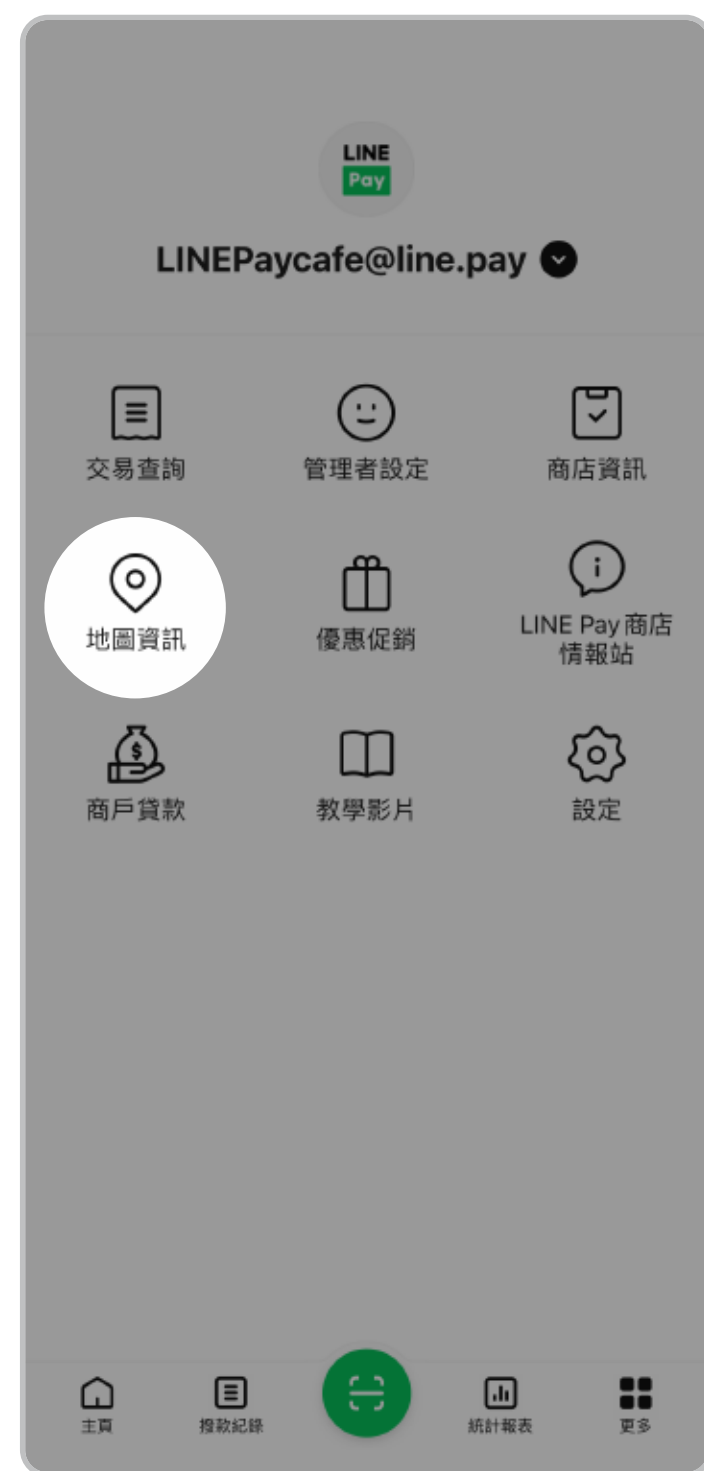 LINE
Pay
LINEPaycafe@line.pay
交易查詢
管理者設定
商店資訊
地圖資訊
優惠促銷
LINE Pay 商店
情報站
商戶貸款
教學影片
設定
主頁
撥款紀錄
統計報表
更多